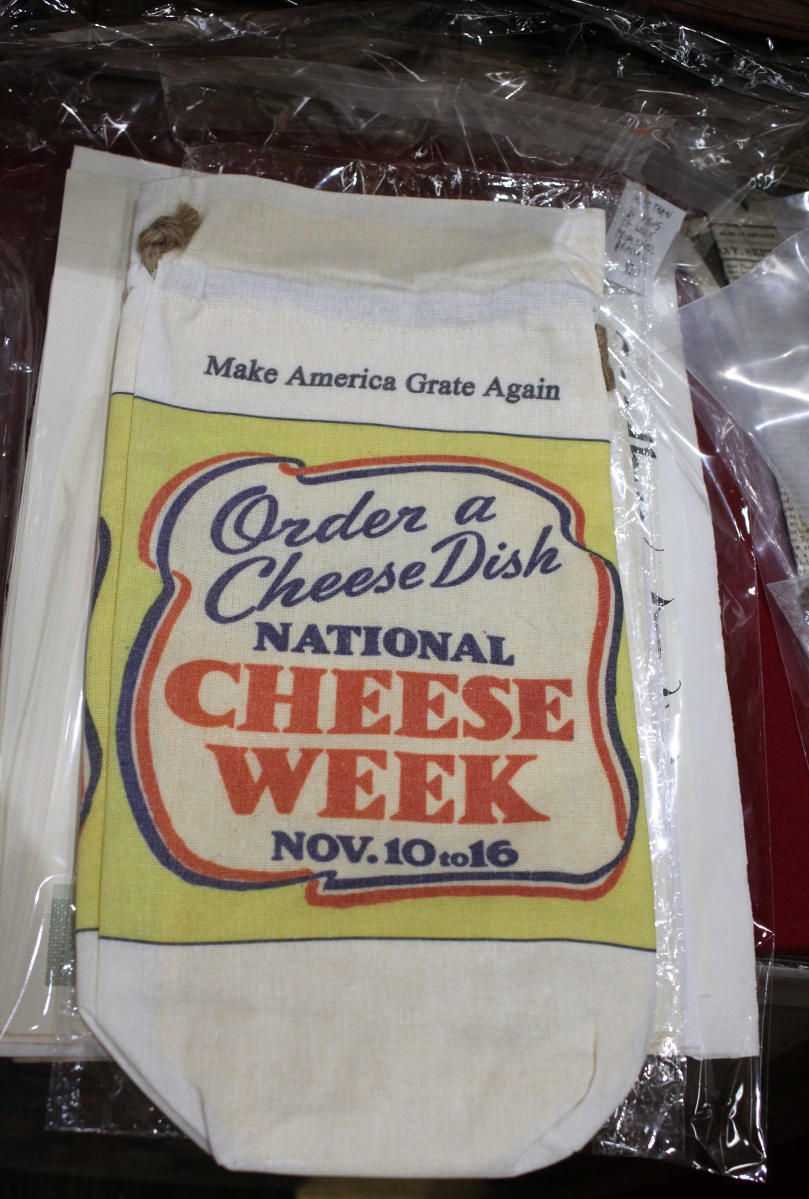 Make America Grate Again
Order a
Cheese Dish
NATIONAL
CHEESE
WEEK
NOV. 10 to 16